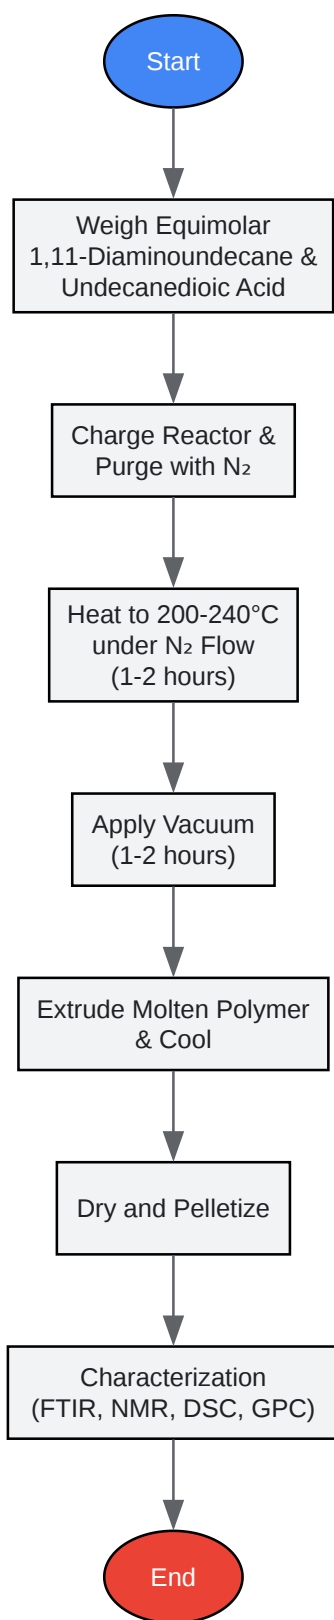 Start
Weigh Equimolar
1,11-Diaminoundecane &
Undecanedioic Acid
Charge Reactor &
Purge with N₂
Heat to 200-240°C
under N₂ Flow
(1-2 hours)
Apply Vacuum
(1-2 hours)
Extrude Molten Polymer
& Cool
Dry and Pelletize
Characterization
(FTIR, NMR, DSC, GPC)
End